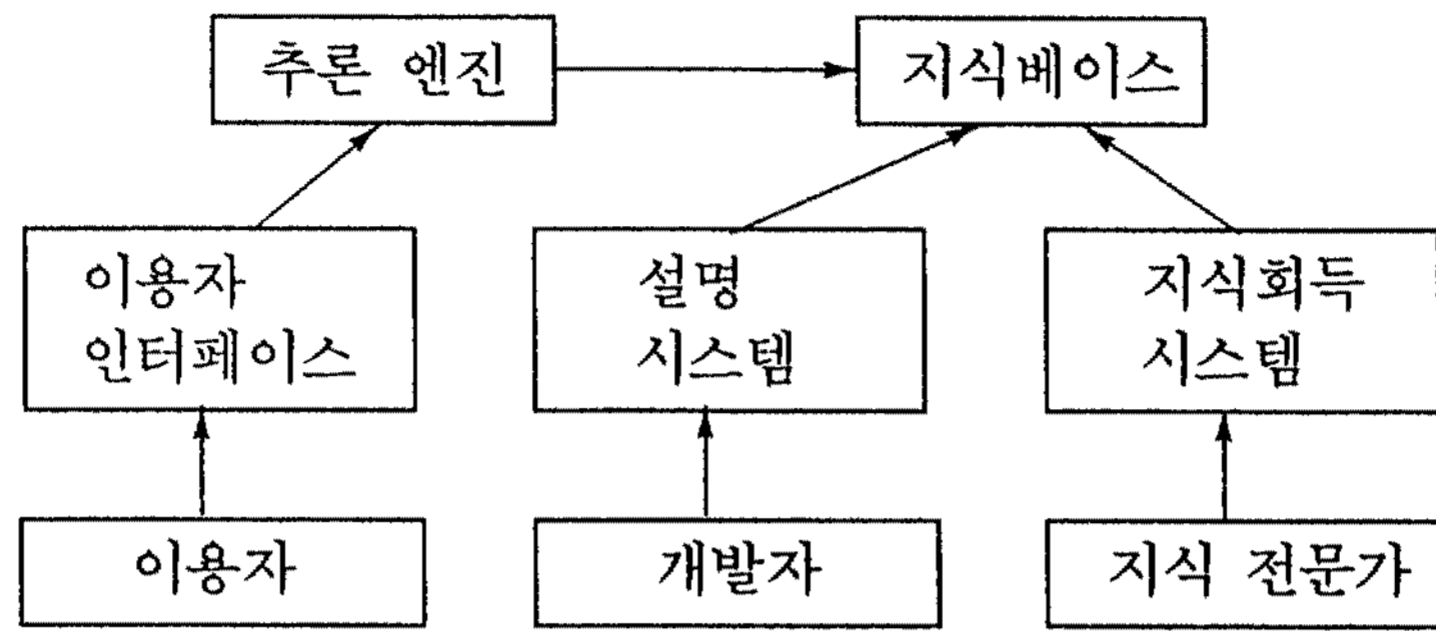 추론 엔진
지식베이스
이용자
인터페이스
설명
시스템
지식회득
시스템
이용자
개발자
지식 전문가